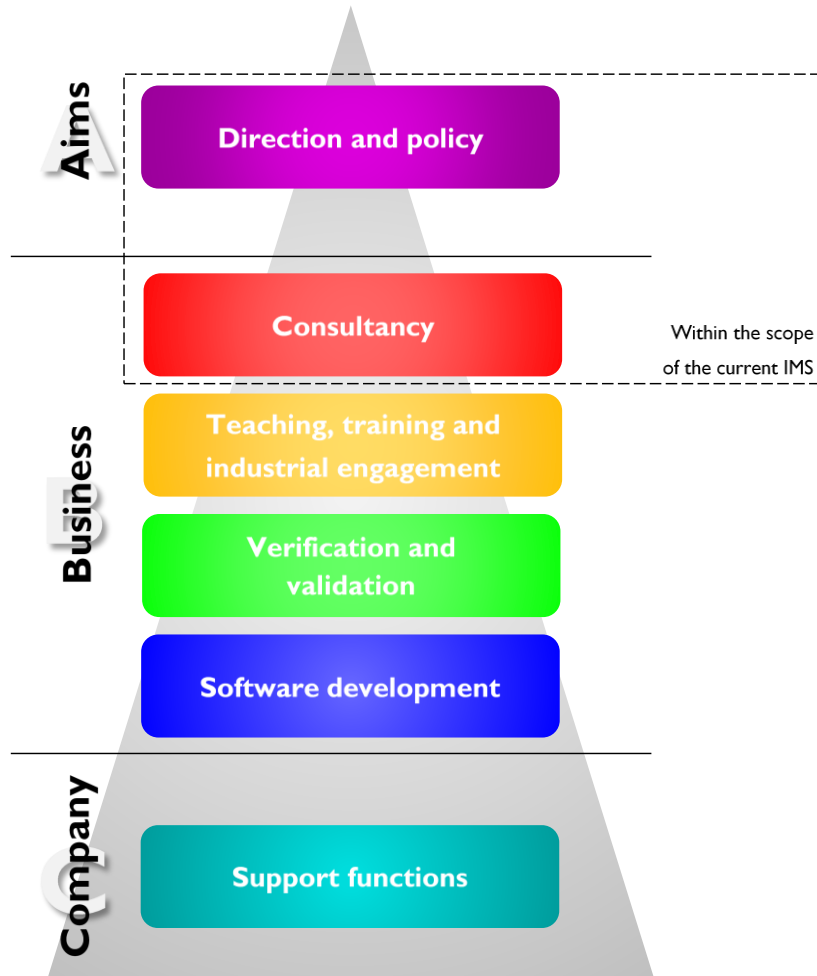 A
Aims
Direction and policy
Consultancy
Within the scope
of the current IMS
Teaching, training and
industrial engagement
B
Business
Verification and
validation
Software development
C
Company
Support functions